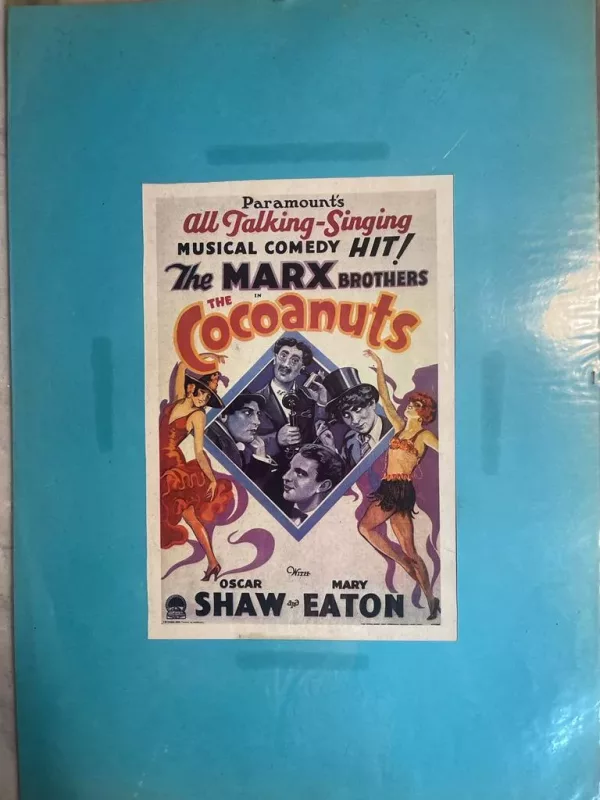 Paramount's
all Talking-Singing
MUSICAL COMEDY HIT!
The MARX BROTHERS
IN
THE
Cocoanuts
WITH
OSCAR MARY
SHAW and EATON